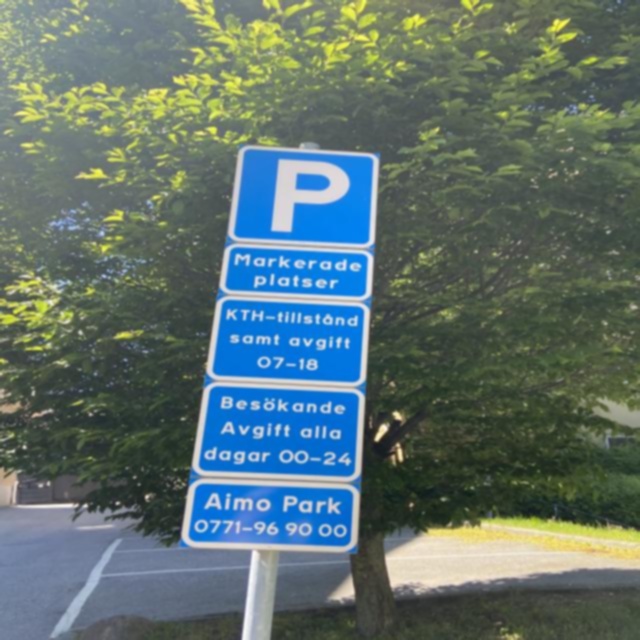 P
Markerade
platser
KTH-tillstånd
samt avgift
07-18
Besökande
Avgift alla
dagar 00-24
Aimo Park
0771-96 90 00